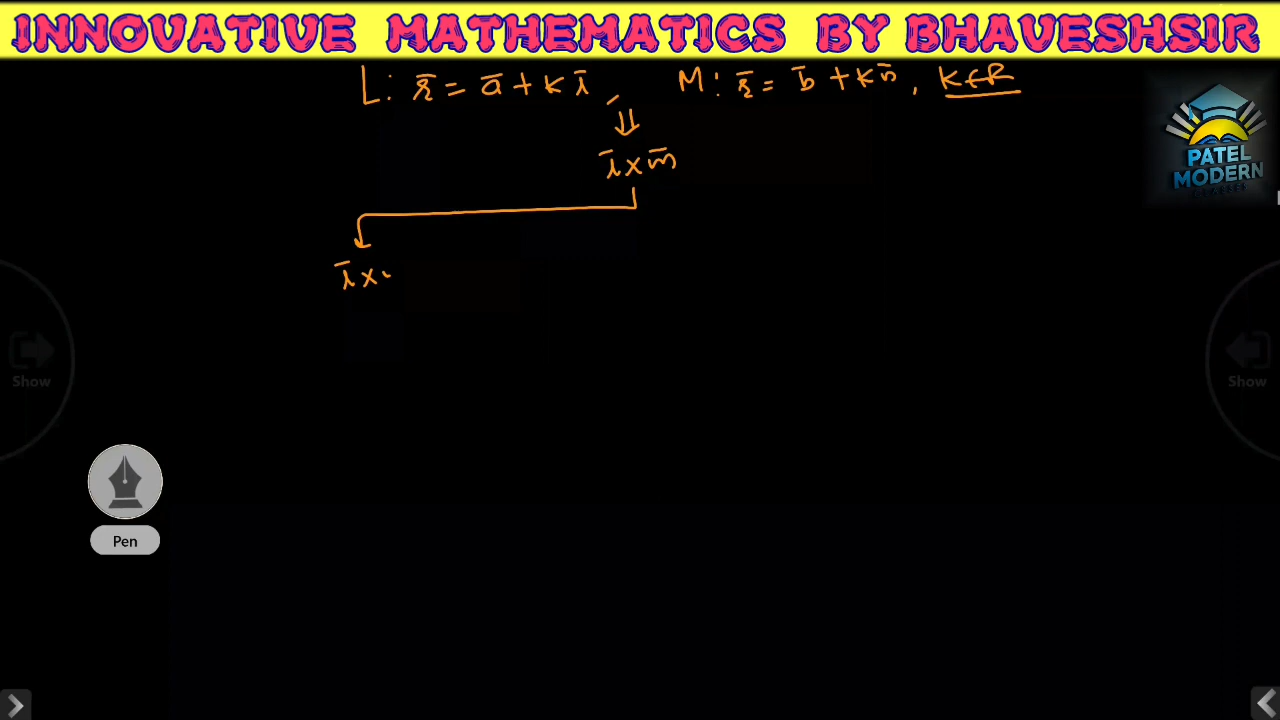 INNOVATIVE MATHEMATICS BY BHAVESHSIR
L: r̄ = ā + k l̄ , M: r̄ = b̄ + k m̄ , k ∈ R
⇓
l̄ × m̄
l̄ ×
PATEL
MODERN
Show
Show
Pen